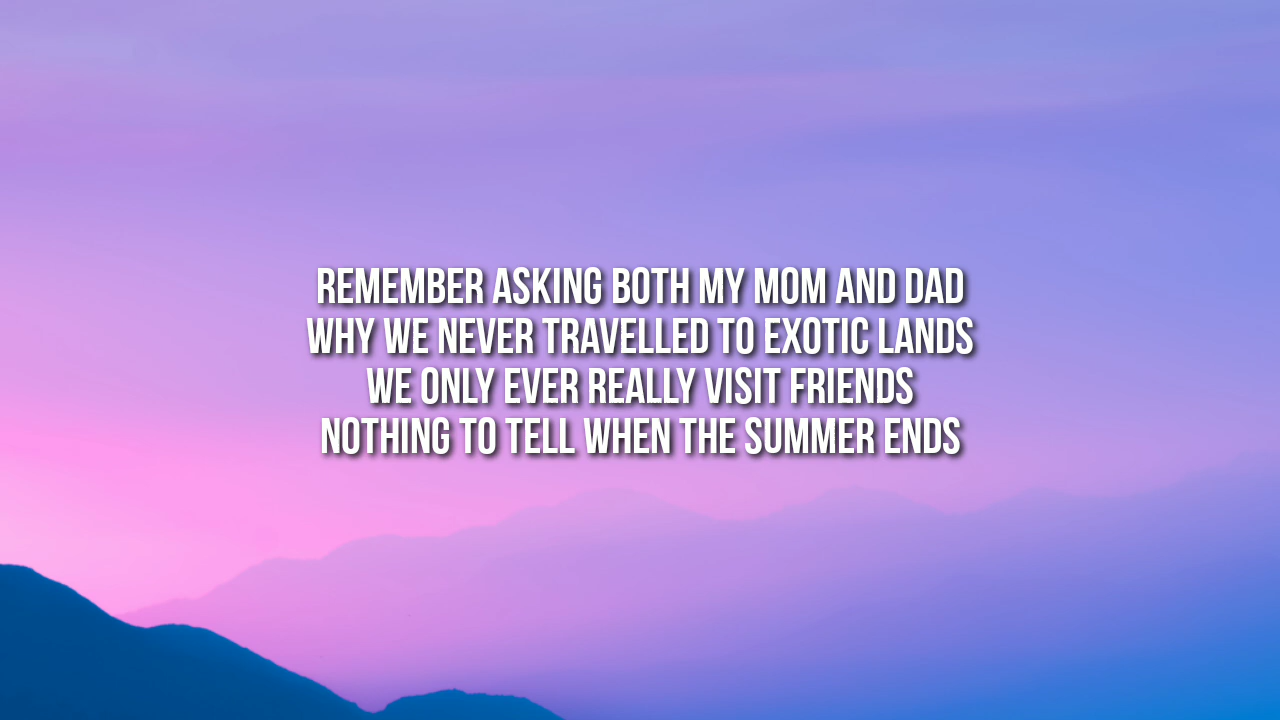 REMEMBER ASKING BOTH MY MOM AND DAD
WHY WE NEVER TRAVELLED TO EXOTIC LANDS
WE ONLY EVER REALLY VISIT FRIENDS
NOTHING TO TELL WHEN THE SUMMER ENDS